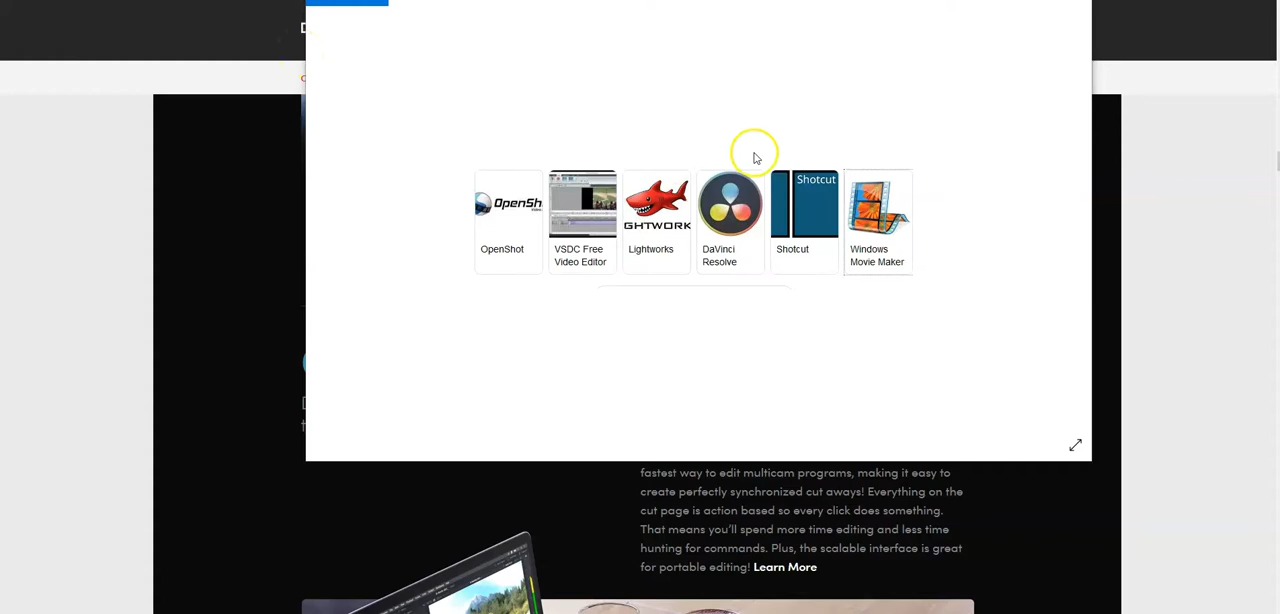 D
OpenSh
Shotcut
GHTWORK
OpenShot
VSDC Free
Video Editor
Lightworks
DaVinci
Resolve
Shotcut
Windows
Movie Maker
fastest way to edit multicam programs, making it easy to
create perfectly synchronized cut aways! Everything on the
cut page is action based so every click does something.
That means you'll spend more time editing and less time
hunting for commands. Plus, the scalable interface is great
for portable editing! Learn More